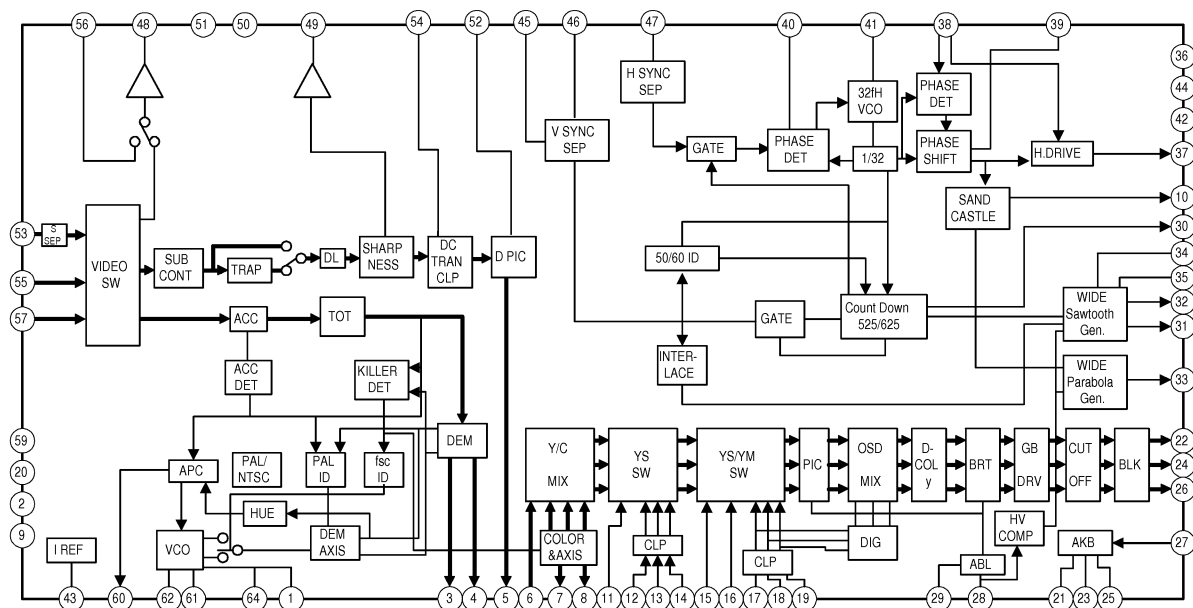 56 48 51 50 49 54 52 45 46 47 40 41 38 39
36
44
42
37
10
30
34
35
32
31
33
22
24
26
27
53
55
57
59
20
2
9
H SYNC
SEP
V SYNC
SEP
GATE
PHASE
DET
32fH
VCO
1/32
PHASE
DET
PHASE
SHIFT
H.DRIVE
SAND
CASTLE
S
SEP
VIDEO
SW
SUB
CONT
TRAP
DL
SHARP
NESS
DC
TRAN
CLP
D PIC
50/60 ID
GATE
Count Down
525/625
INTER-
LACE
WIDE
Sawtooth
Gen.
WIDE
Parabola
Gen.
ACC
TOT
ACC
DET
KILLER
DET
DEM
APC
PAL/
NTSC
PAL
ID
fsc
ID
HUE
VCO
DEM
AXIS
I REF
Y/C
MIX
YS
SW
YS/YM
SW
PIC
OSD
MIX
D-
COL
y
BRT
GB
DRV
CUT
OFF
BLK
COLOR
&AXIS
CLP
CLP
DIG
HV
COMP
ABL
AKB
43 60 62 61 64 1 3 4 5 6 7 8 11 12 13 14 15 16 17 18 19 29 28 21 23 25